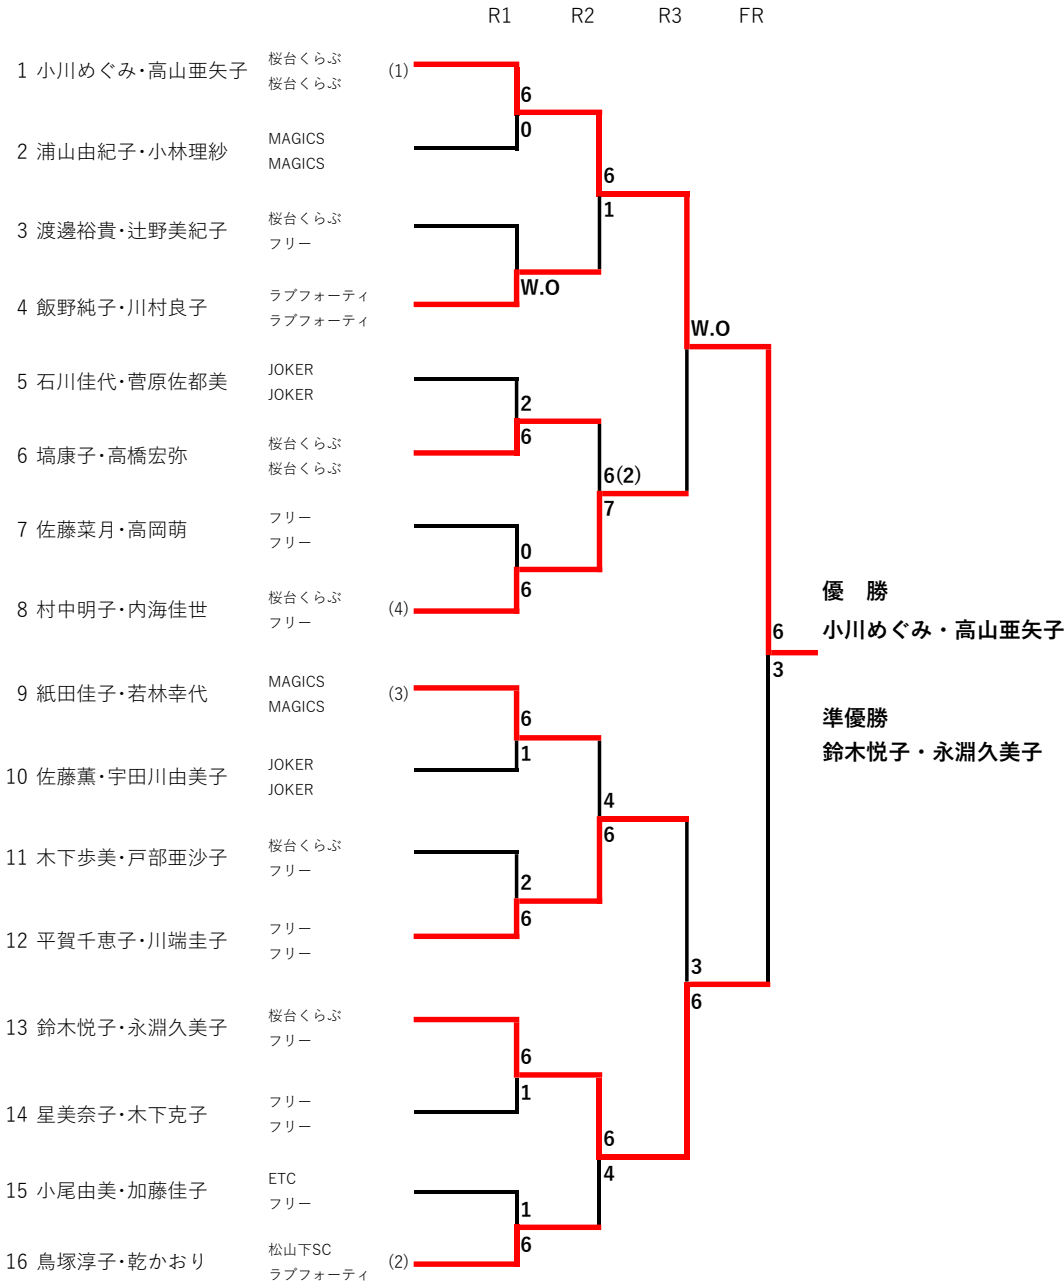 R1 R2 R3 FR
1 小川めぐみ・高山亜矢子 桜台くらぶ (1)
桜台くらぶ
6
0
2 浦山由紀子・小林理紗 MAGICS
MAGICS
6
1
3 渡邊裕貴・辻野美紀子 桜台くらぶ
フリー
W.O
4 飯野純子・川村良子 ラブフォーティ
ラブフォーティ
W.O
5 石川佳代・菅原佐都美 JOKER
JOKER
2
6
6 塙康子・高橋宏弥 桜台くらぶ
桜台くらぶ
6(2)
7
7 佐藤菜月・高岡萌 フリー
フリー
0
6
8 村中明子・内海佳世 桜台くらぶ (4)
フリー
優 勝
小川めぐみ・高山亜矢子
6
3
準優勝
鈴木悦子・永淵久美子
9 紙田佳子・若林幸代 MAGICS (3)
MAGICS
6
1
10 佐藤薫・宇田川由美子 JOKER
JOKER
4
6
11 木下歩美・戸部亜沙子 桜台くらぶ
フリー
2
6
12 平賀千恵子・川端圭子 フリー
フリー
3
6
13 鈴木悦子・永淵久美子 桜台くらぶ
フリー
6
1
14 星美奈子・木下克子 フリー
フリー
6
4
15 小尾由美・加藤佳子 ETC
フリー
1
6
16 鳥塚淳子・乾かおり 松山下SC (2)
ラブフォーティ